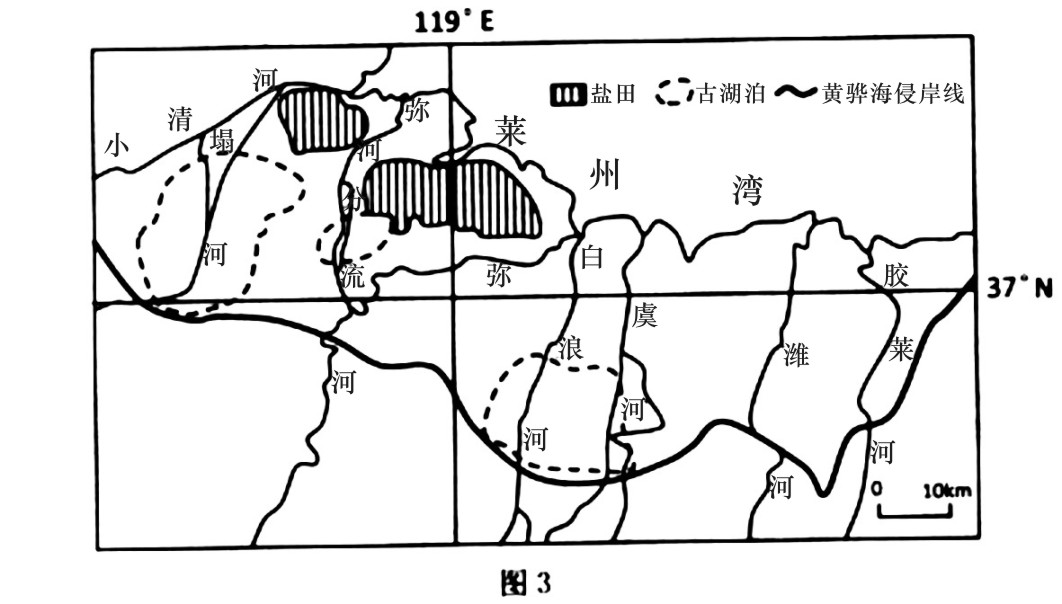 119°E
盐田
古湖泊
黄骅海侵岸线
小清河
塌河
弥河分流
莱州湾
37°N
弥河
白浪河
虞河
潍河
胶莱河
0 10km
图3